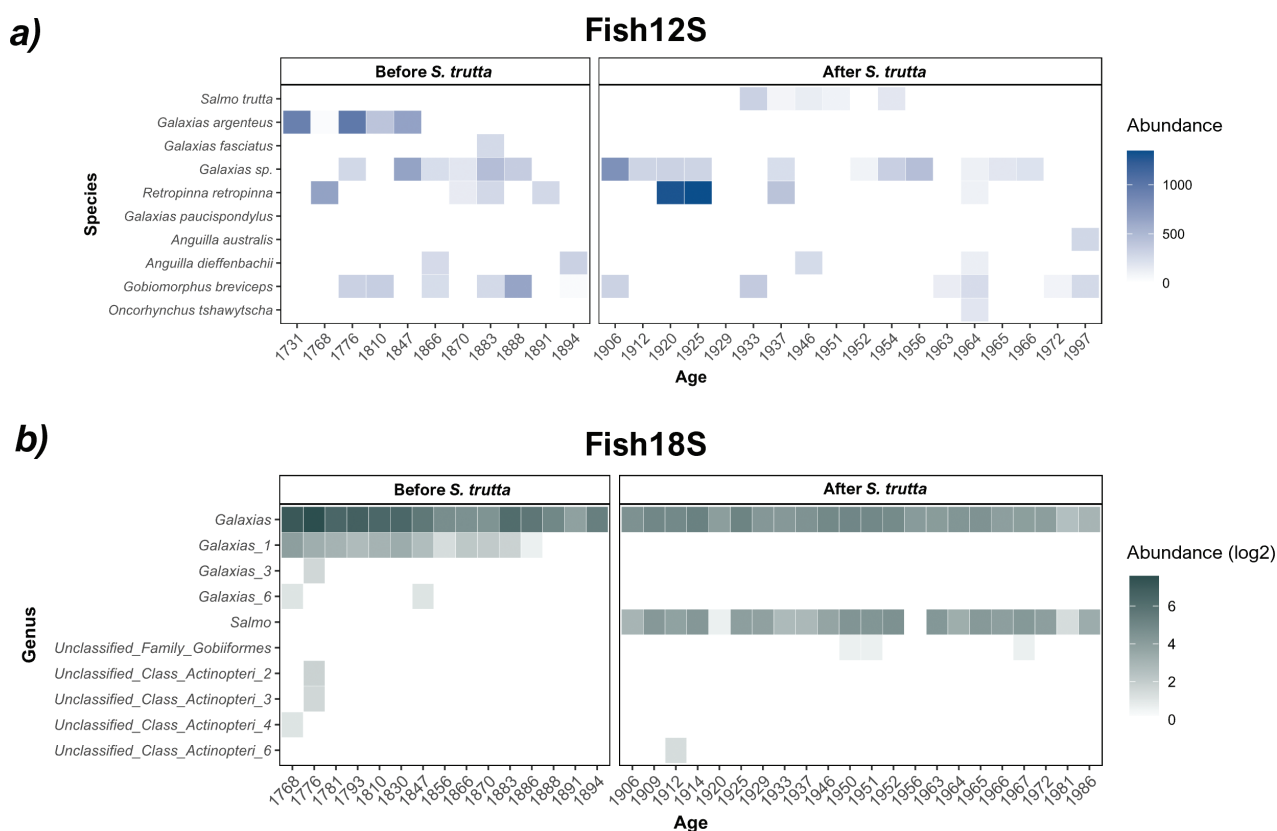 a)
Fish12S
Before S. trutta
After S. trutta
Species
Salmo trutta
Galaxias argenteus
Galaxias fasciatus
Galaxias sp.
Retropinna retropinna
Galaxias paucispondylus
Anguilla australis
Anguilla dieffenbachii
Gobiomorphus breviceps
Oncorhynchus tshawytscha
1731 1768 1776 1810 1847 1866 1870 1883 1888 1891 1894
1906 1912 1920 1925 1929 1933 1937 1946 1951 1952 1954 1956 1963 1964 1965 1966 1972 1997
Age
Abundance
1000
500
0
b)
Fish18S
Before S. trutta
After S. trutta
Genus
Galaxias
Galaxias_1
Galaxias_3
Galaxias_6
Salmo
Unclassified_Family_Gobiiformes
Unclassified_Class_Actinopteri_2
Unclassified_Class_Actinopteri_3
Unclassified_Class_Actinopteri_4
Unclassified_Class_Actinopteri_6
1768 1776 1781 1793 1810 1830 1847 1856 1866 1870 1883 1886 1888 1891 1894
1906 1909 1912 1914 1920 1925 1929 1933 1937 1946 1950 1951 1952 1956 1963 1964 1965 1966 1967 1972 1981 1986
Age
Abundance (log2)
6
4
2
0